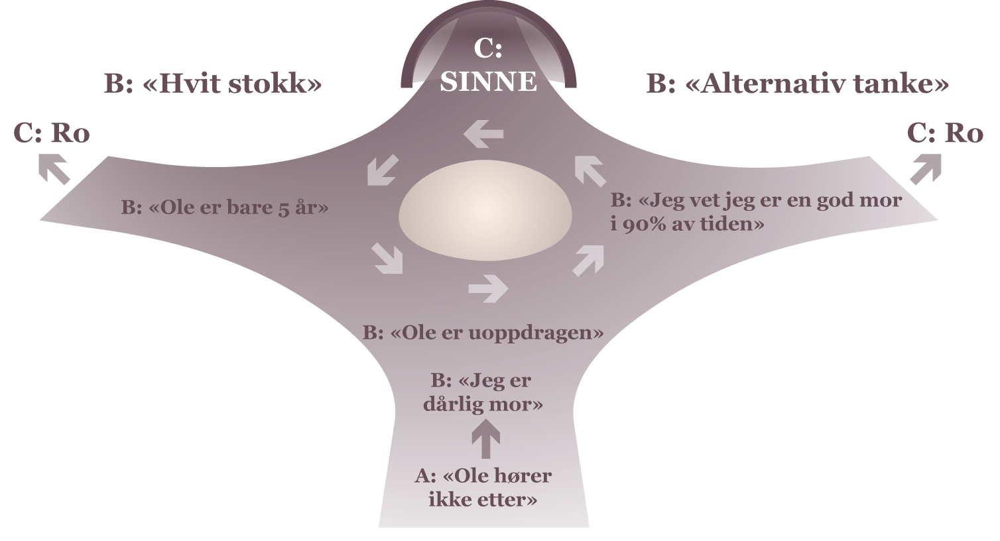 C:
SINNE
B: «Hvit stokk»
B: «Alternativ tanke»
C: Ro
C: Ro
B: «Ole er bare 5 år»
B: «Jeg vet jeg er en god mor
i 90% av tiden»
B: «Ole er uoppdragen»
B: «Jeg er
dårlig mor»
A: «Ole hører
ikke etter»